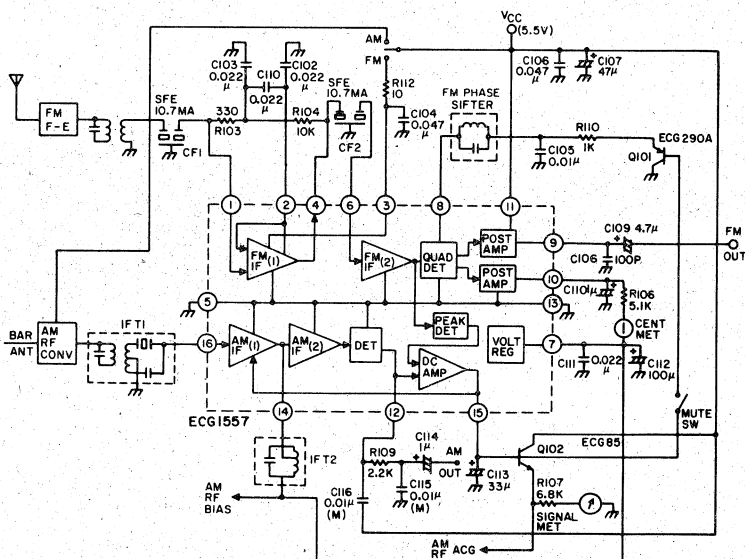 VCC
(5.5V)
AM
FM
C103
0.022
μ
C110
0.022
μ
C102
0.022
μ
R112
10
C106
0.047
μ
C107
47μ
SFE
10.7MA
330
R103
R104
10K
SFE
10.7MA
CF2
C104
0.047
μ
FM PHASE
SIFTER
R110
1K
C105
0.01μ
ECG290A
Q101
FM
F-E
CF1
1
2
4
3
6
8
11
FM
IF(1)
FM
IF(2)
QUAD
DET
POST
AMP
9
C109 4.7μ
C106
100P.
FM
OUT
POST
AMP
10
C110 1μ
R106
5.1K
5
13
CENT
MET
BAR
ANT
AM
RF
CONV
IFT1
16
AM
IF(1)
AM
IF(2)
DET
PEAK
DET
DC
AMP
VOLT
REG
7
C111
0.022
μ
C112
100μ
14
12
15
ECG1557
MUTE
SW
IFT2
R109
2.2K
C114
1μ
AM
OUT
C113
33μ
Q102
ECG85
R107
6.8K
C116
0.01μ
(M)
C115
0.01μ
(M)
SIGNAL
MET
AM
RF
BIAS
AM
RF ACG